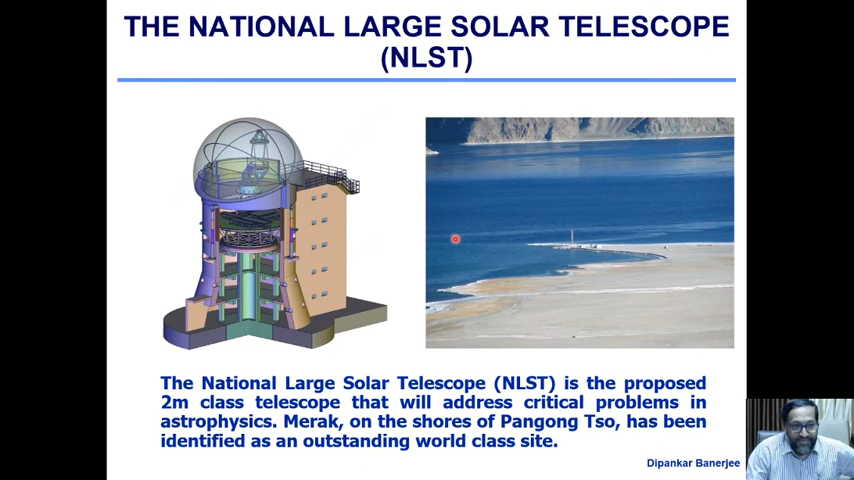 THE NATIONAL LARGE SOLAR TELESCOPE
(NLST)
The National Large Solar Telescope (NLST) is the proposed
2m class telescope that will address critical problems in
astrophysics. Merak, on the shores of Pangong Tso, has been
identified as an outstanding world class site.
Dipankar Banerjee